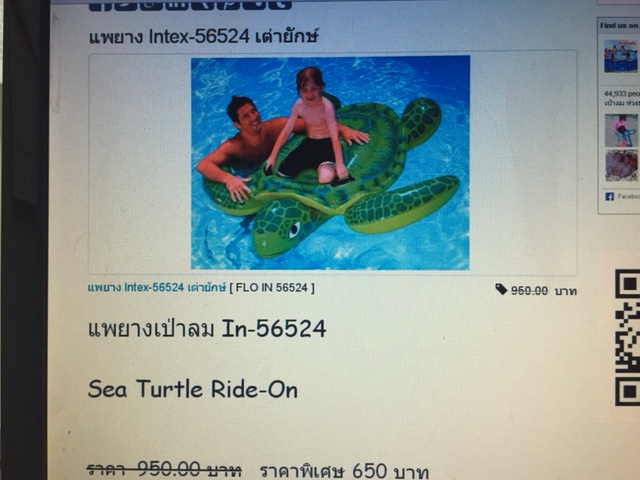 แพยาง Intex-56524 เต่ายักษ์
Find us on
44,933 peo
เป่าลม ห่วงย
Facebo
แพยาง Intex-56524 เต่ายักษ์ [ FLO IN 56524 ]
950.00 บาท
แพยางเป่าลม In-56524
Sea Turtle Ride-On
ราคา 950.00 บาท ราคาพิเศษ 650 บาท